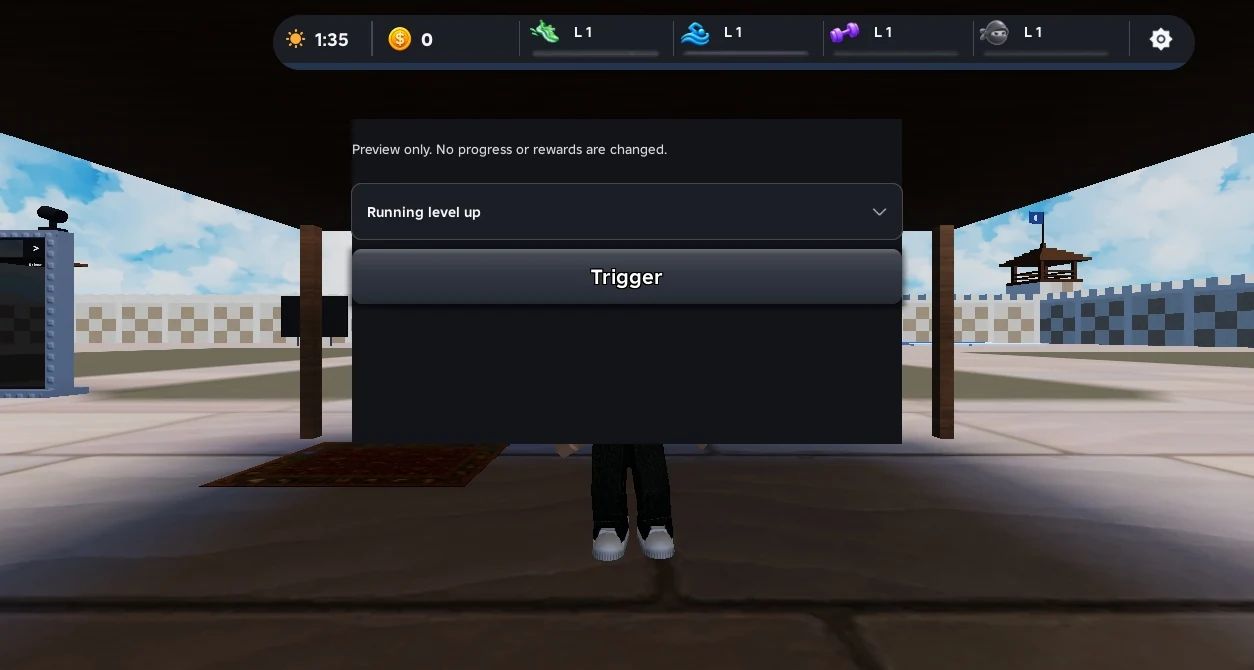 1:35
0
L 1
L 1
L 1
L 1
Preview only. No progress or rewards are changed.
Running level up
Trigger
>